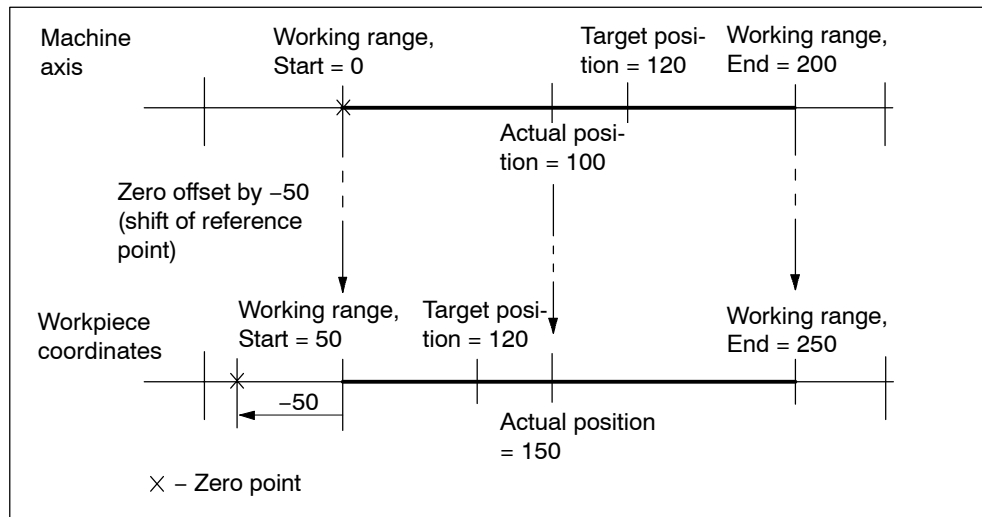 Machine
axis
Working range,
Start = 0
Target posi-
tion = 120
Working range,
End = 200
Actual posi-
tion = 100
Zero offset by −50
(shift of reference
point)
Workpiece
coordinates
Working range,
Start = 50
Target posi-
tion = 120
Working range,
End = 250
−50
Actual position
= 150
× – Zero point